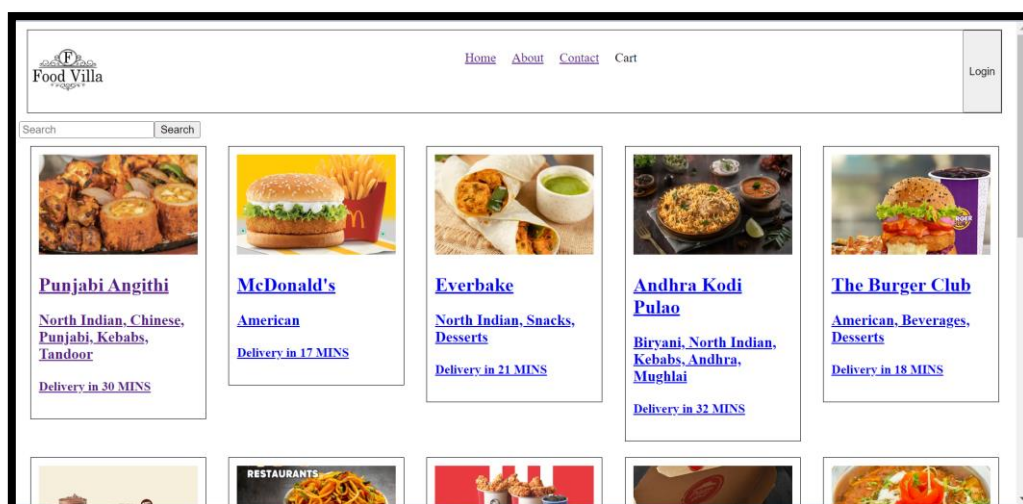 F
Food Villa
Home About Contact Cart
Login
Search Search
Punjabi Angithi
North Indian, Chinese,
Punjabi, Kebabs,
Tandoor
Delivery in 30 MINS
McDonald's
American
Delivery in 17 MINS
Everbake
North Indian, Snacks,
Desserts
Delivery in 21 MINS
Andhra Kodi
Pulao
Biryani, North Indian,
Kebabs, Andhra,
Mughlai
Delivery in 32 MINS
BURGER
The Burger Club
American, Beverages,
Desserts
Delivery in 18 MINS
RESTAURANTS